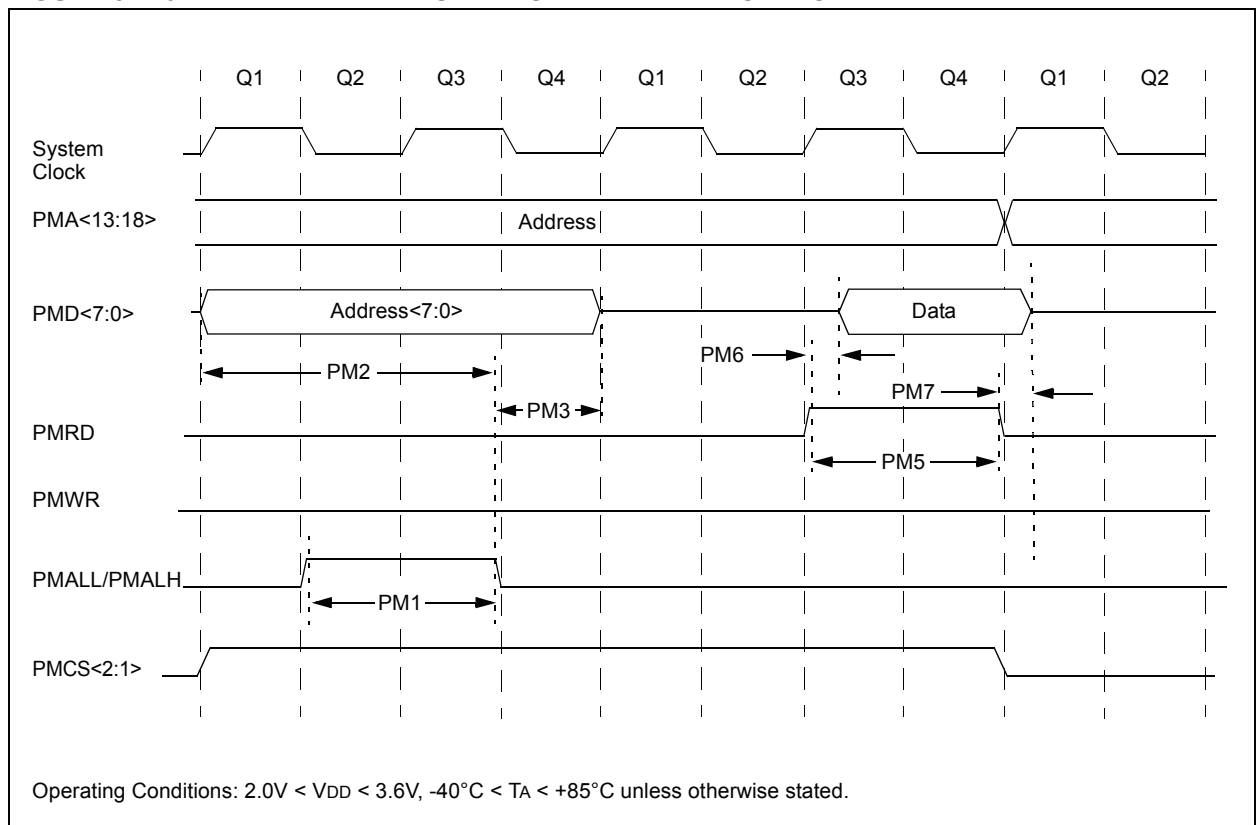 Q1 Q2 Q3 Q4 Q1 Q2 Q3 Q4 Q1 Q2
System
Clock
PMA<13:18>
Address
PMD<7:0>
Address<7:0>
Data
PM6
PM2
PM7
PM3
PMRD
PM5
PMWR
PMALL/PMALH
PM1
PMCS<2:1>
Operating Conditions: 2.0V < VDD < 3.6V, -40°C < TA < +85°C unless otherwise stated.